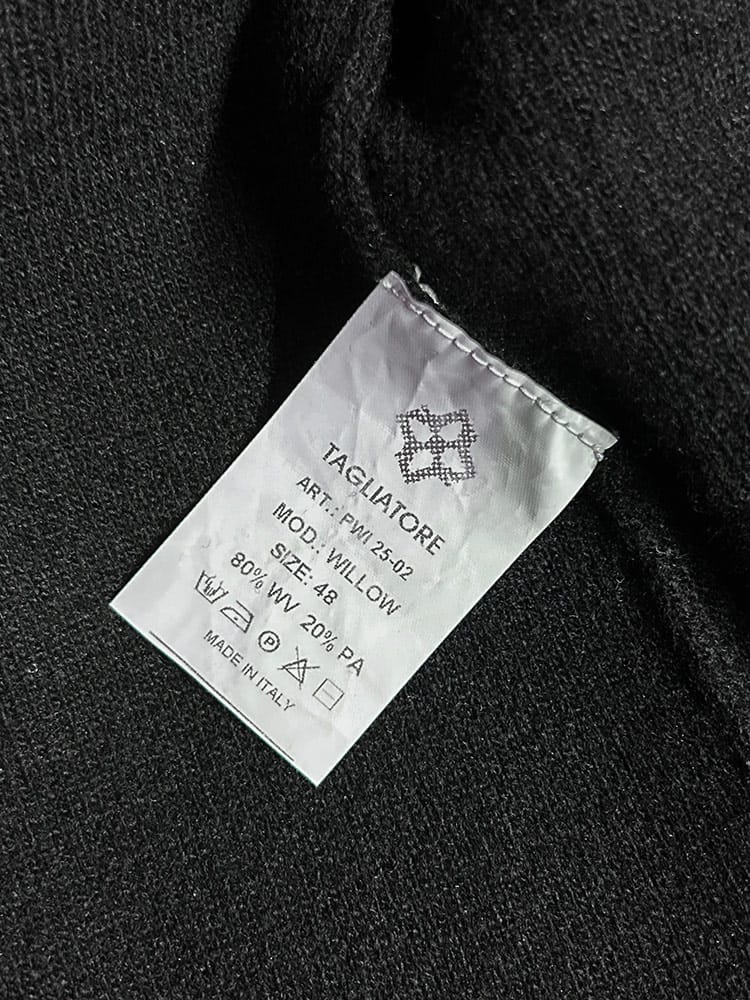 TAGLIATORE
ART.: PWI 25-02
MOD.: WILLOW
SIZE: 48
80% WV 20% PA
P
MADE IN ITALY